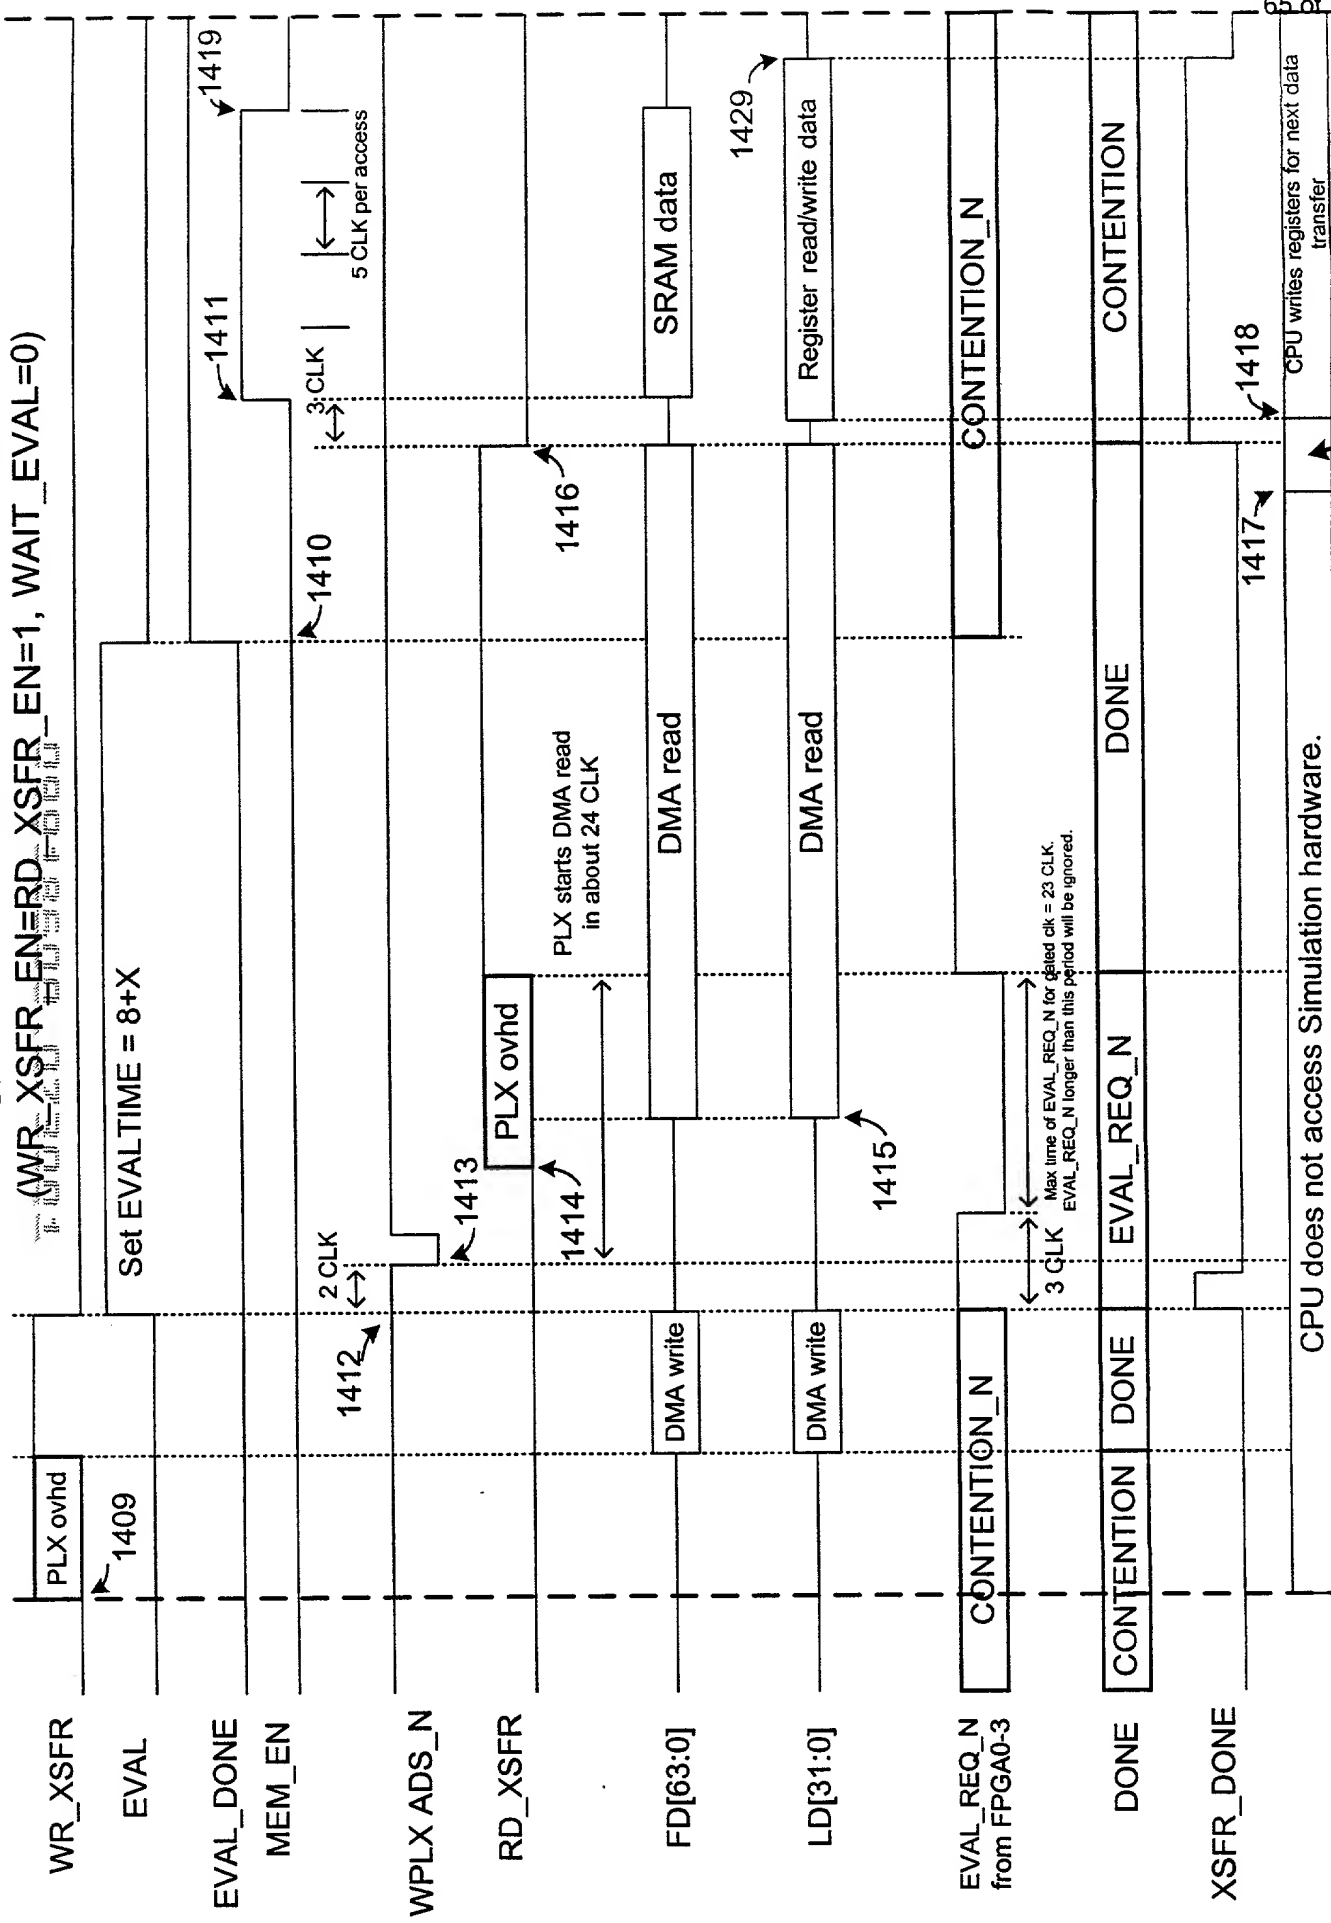 (WR_XSFR_EN=RD_XSFR_EN=1, WAIT_EVAL=0)
65 of
WR_XSFR
PLX ovhd
1409
EVAL
Set EVALTIME = 8+X
EVAL_DONE
MEM_EN
1410
1411
1419
3 CLK
5 CLK per access
WPLX ADS_N
1412
2 CLK
1413
RD_XSFR
PLX ovhd
1414
1416
PLX starts DMA read
in about 24 CLK
FD[63:0]
DMA write
DMA read
SRAM data
LD[31:0]
DMA write
DMA read
Register read/write data
1415
1429
EVAL_REQ_N
from FPGA0-3
CONTENTION_N
CONTENTION_N
3 CLK
Max time of EVAL_REQ_N for gated clk = 23 CLK.
EVAL_REQ_N longer than this period will be ignored.
DONE
CONTENTION
DONE
EVAL_REQ_N
DONE
CONTENTION
XSFR_DONE
1417
1418
CPU does not access Simulation hardware.
CPU writes registers for next data
transfer